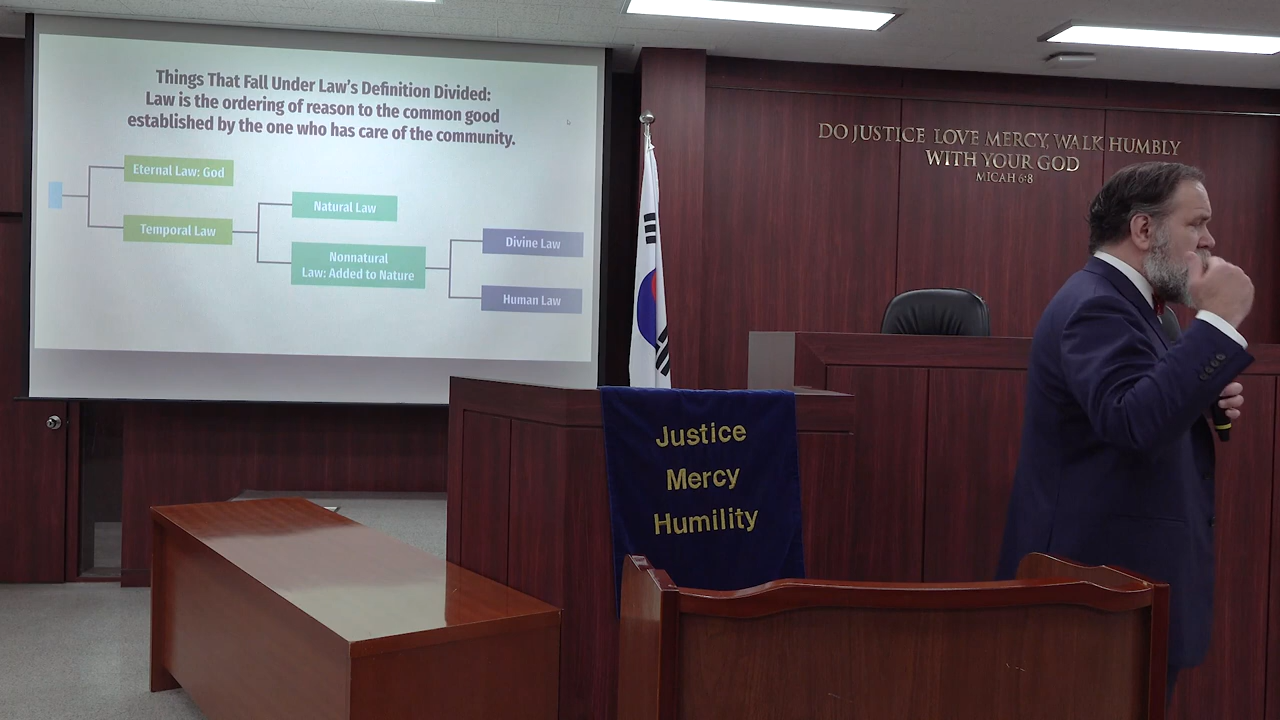 Things That Fall Under Law's Definition Divided:
Law is the ordering of reason to the common good
established by the one who has care of the community.
Eternal Law: God
Temporal Law
Natural Law
Nonnatural
Law: Added to Nature
Divine Law
Human Law
DO JUSTICE, LOVE MERCY, WALK HUMBLY
WITH YOUR GOD
MICAH 6:8
Justice
Mercy
Humility